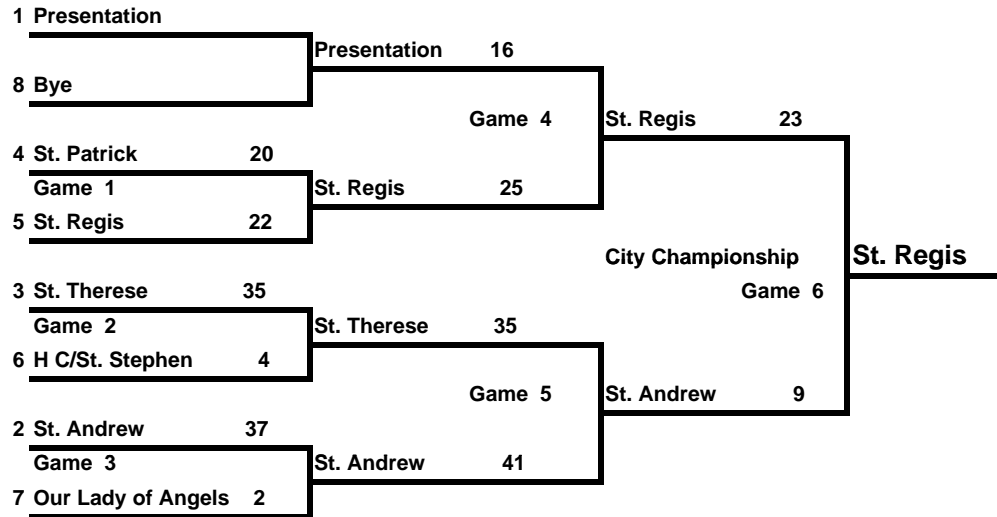 1 Presentation
Presentation 16
8 Bye
Game 4
St. Regis 23
4 St. Patrick 20
Game 1
St. Regis 25
5 St. Regis 22
City Championship
St. Regis
3 St. Therese 35
Game 6
Game 2
St. Therese 35
6 H C/St. Stephen 4
Game 5
St. Andrew 9
2 St. Andrew 37
Game 3
St. Andrew 41
7 Our Lady of Angels 2